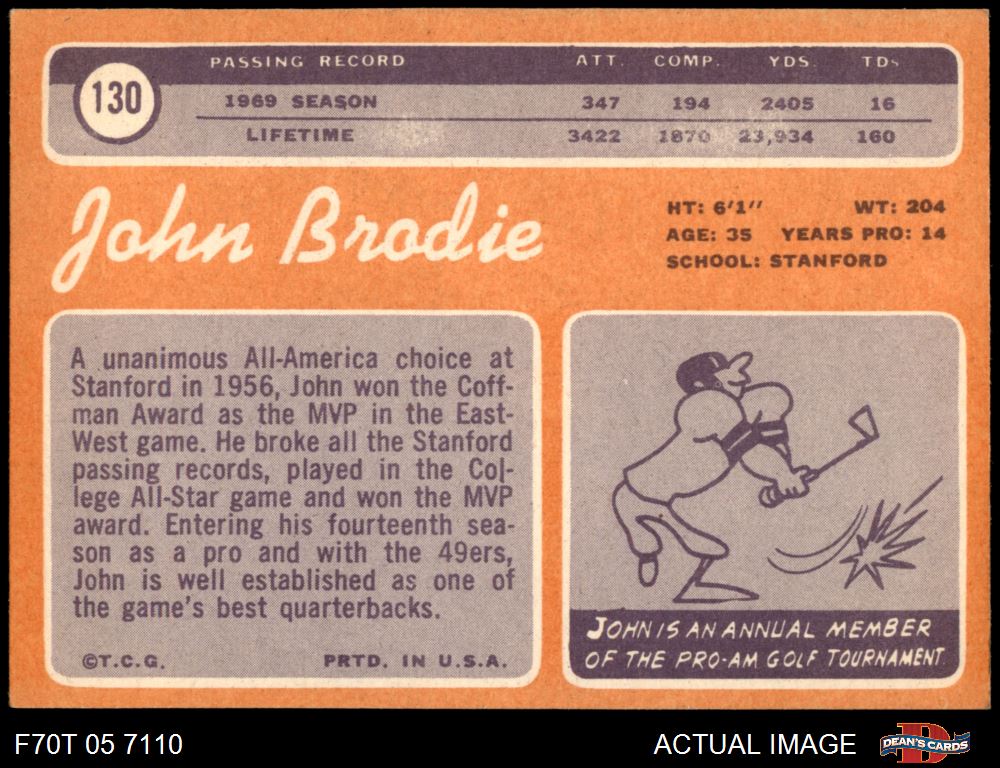 PASSING RECORD ATT. COMP. YDS. TDs
130
1969 SEASON 347 194 2405 16
LIFETIME 3422 1870 23,934 160
John Brodie
HT: 6'1" WT: 204
AGE: 35 YEARS PRO: 14
SCHOOL: STANFORD
A unanimous All-America choice at
Stanford in 1956, John won the Coff-
man Award as the MVP in the East-
West game. He broke all the Stanford
passing records, played in the Col-
lege All-Star game and won the MVP
award. Entering his fourteenth sea-
son as a pro and with the 49ers,
John is well established as one of
the game's best quarterbacks.
©T.C.G. PRTD. IN U.S.A.
JOHN IS AN ANNUAL MEMBER
OF THE PRO-AM GOLF TOURNAMENT.
F70T 05 7110
ACTUAL IMAGE
DEAN'S CARDS